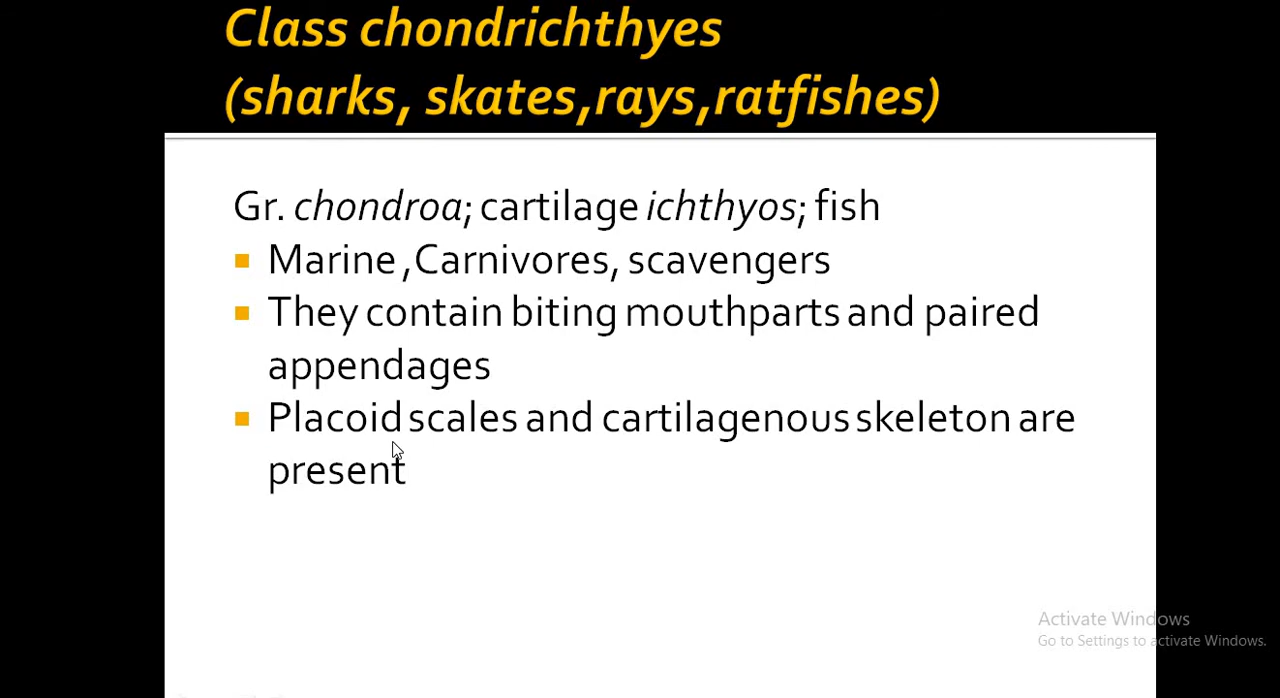 Class chondrichthyes
(sharks, skates,rays,ratfishes)
Gr. chondroa; cartilage ichthyos; fish
Marine ,Carnivores, scavengers
They contain biting mouthparts and paired
appendages
Placoid scales and cartilagenous skeleton are
present
Activate Windows
Go to Settings to activate Windows.